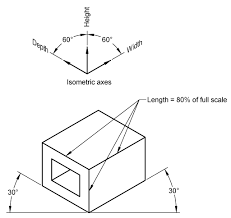 Height
60°
60°
Depth
Width
Isometric axes
Length = 80% of full scale
30°
30°